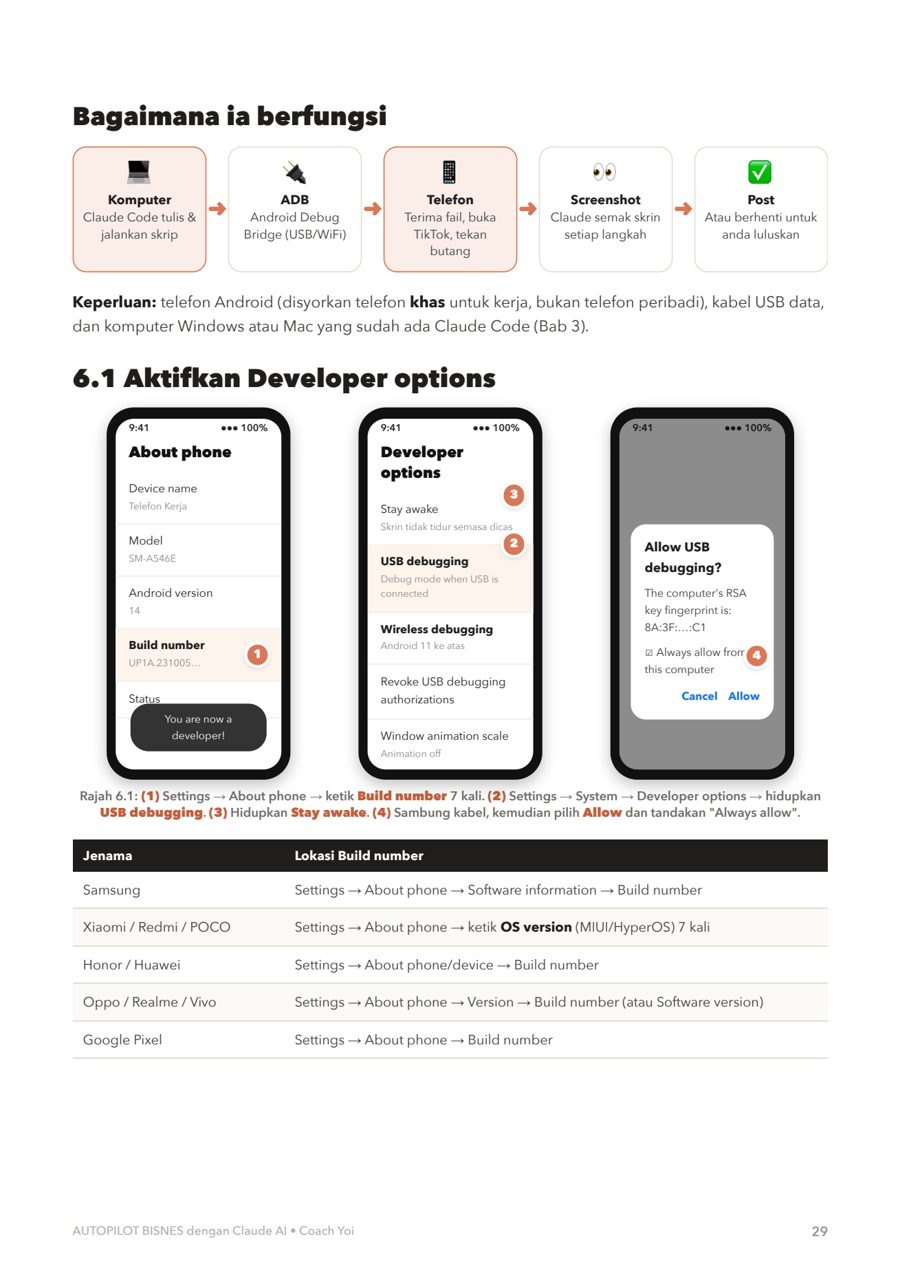 Bagaimana ia berfungsi
Komputer
Claude Code tulis &
jalankan skrip
ADB
Android Debug
Bridge (USB/WiFi)
Telefon
Terima fail, buka
TikTok, tekan
butang
Screenshot
Claude semak skrin
setiap langkah
Post
Atau berhenti untuk
anda luluskan
Keperluan: telefon Android (disyorkan telefon khas untuk kerja, bukan telefon peribadi), kabel USB data,
dan komputer Windows atau Mac yang sudah ada Claude Code (Bab 3).
6.1 Aktifkan Developer options
9:41 ●●● 100%
About phone
Device name
Telefon Kerja
Model
SM-A546E
Android version
14
Build number
UP1A.231005...
1
Status
You are now a
developer!
9:41 ●●● 100%
Developer
options
3
Stay awake
Skrin tidak tidur semasa dicas
2
USB debugging
Debug mode when USB is
connected
Wireless debugging
Android 11 ke atas
Revoke USB debugging
authorizations
Window animation scale
Animation off
9:41 ●●● 100%
Allow USB
debugging?
The computer's RSA
key fingerprint is:
8A:3F:...:C1
☑ Always allow from
this computer
4
Cancel Allow
Rajah 6.1: (1) Settings → About phone → ketik Build number 7 kali. (2) Settings → System → Developer options → hidupkan
USB debugging. (3) Hidupkan Stay awake. (4) Sambung kabel, kemudian pilih Allow dan tandakan "Always allow".
Jenama Lokasi Build number
Samsung Settings → About phone → Software information → Build number
Xiaomi / Redmi / POCO Settings → About phone → ketik OS version (MIUI/HyperOS) 7 kali
Honor / Huawei Settings → About phone/device → Build number
Oppo / Realme / Vivo Settings → About phone → Version → Build number (atau Software version)
Google Pixel Settings → About phone → Build number
AUTOPILOT BISNES dengan Claude AI • Coach Yoi 29